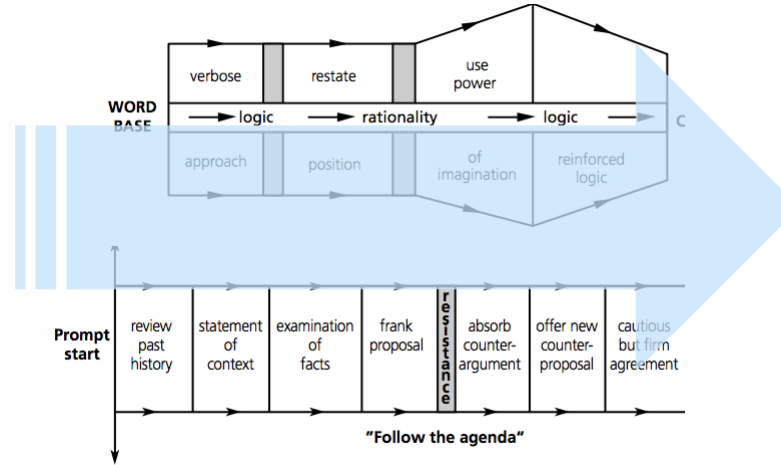 verbose
restate
use
power
WORD
BASE
logic
rationality
logic
C
approach
position
of
imagination
reinforced
logic
Prompt
start
review
past
history
statement
of
context
examination
of
facts
frank
proposal
resistance
absorb
counter-
argument
offer new
counter-
proposal
cautious
but firm
agreement
"Follow the agenda"